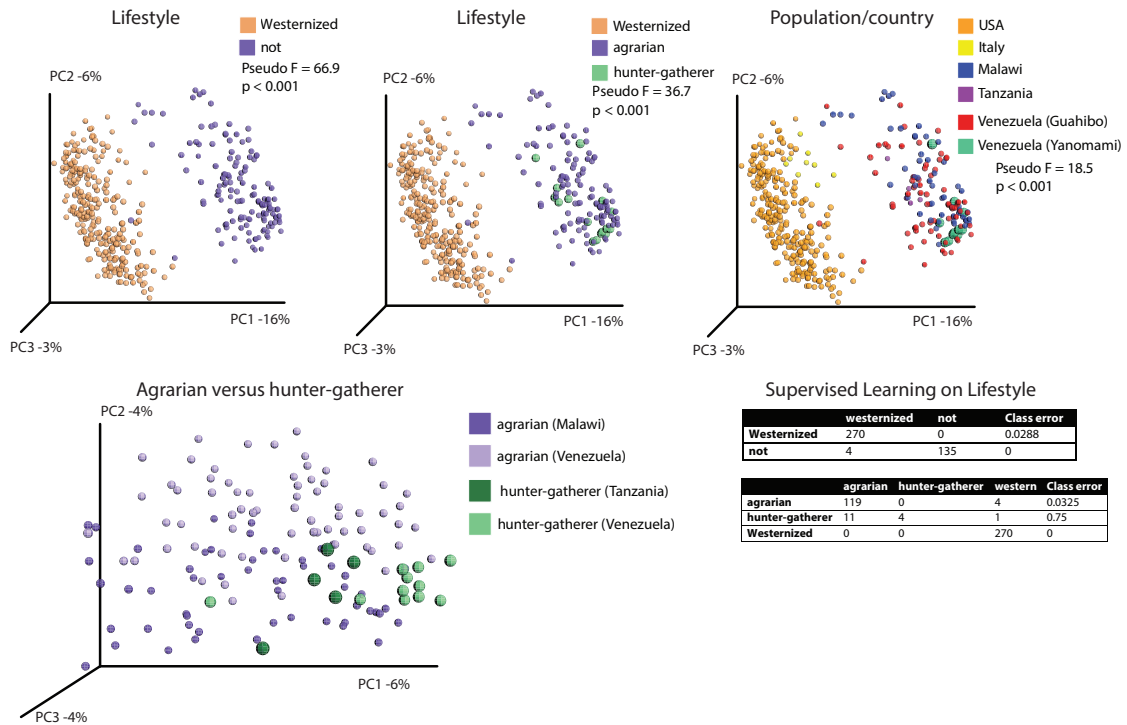 Lifestyle
Westernized
not
Pseudo F = 66.9
p < 0.001
PC2 -6%
PC1 -16%
PC3 -3%
Lifestyle
Westernized
agrarian
hunter-gatherer
Pseudo F = 36.7
p < 0.001
PC2 -6%
PC1 -16%
PC3 -3%
Population/country
USA
Italy
Malawi
Tanzania
Venezuela (Guahibo)
Venezuela (Yanomami)
Pseudo F = 18.5
p < 0.001
PC2 -6%
PC1 -16%
PC3 -3%
Agrarian versus hunter-gatherer
PC2 -4%
agrarian (Malawi)
agrarian (Venezuela)
hunter-gatherer (Tanzania)
hunter-gatherer (Venezuela)
PC1 -6%
PC3 -4%
Supervised Learning on Lifestyle
westernized not Class error
Westernized 270 0 0.0288
not 4 135 0
agrarian hunter-gatherer western Class error
agrarian 119 0 4 0.0325
hunter-gatherer 11 4 1 0.75
Westernized 0 0 270 0